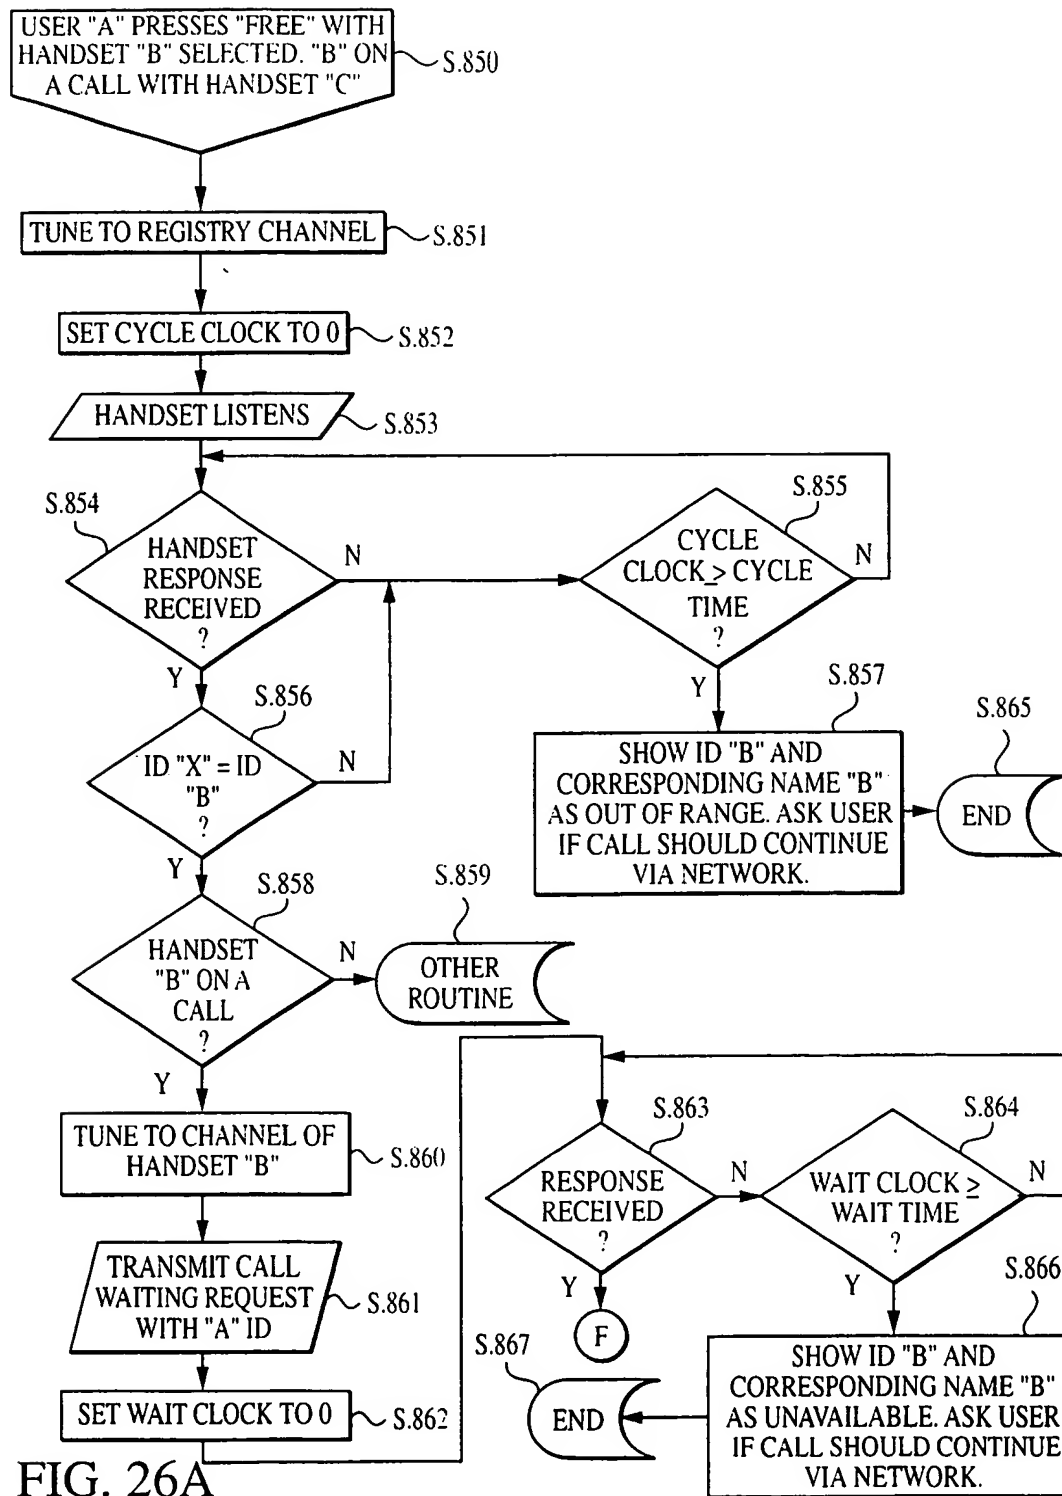 USER "A" PRESSES "FREE" WITH
HANDSET "B" SELECTED. "B" ON
A CALL WITH HANDSET "C"
S.850
TUNE TO REGISTRY CHANNEL
S.851
SET CYCLE CLOCK TO 0
S.852
HANDSET LISTENS
S.853
S.854
HANDSET
RESPONSE
RECEIVED
?
N
Y
S.855
CYCLE
CLOCK ≥ CYCLE
TIME
?
N
Y
S.856
ID "X" = ID
"B"
?
N
Y
S.857
SHOW ID "B" AND
CORRESPONDING NAME "B"
AS OUT OF RANGE. ASK USER
IF CALL SHOULD CONTINUE
VIA NETWORK.
S.865
END
S.858
HANDSET
"B" ON A
CALL
?
N
Y
S.859
OTHER
ROUTINE
TUNE TO CHANNEL OF
HANDSET "B"
S.860
TRANSMIT CALL
WAITING REQUEST
WITH "A" ID
S.861
SET WAIT CLOCK TO 0
S.862
S.863
RESPONSE
RECEIVED
?
N
Y
F
S.864
WAIT CLOCK ≥
WAIT TIME
?
N
Y
S.866
SHOW ID "B" AND
CORRESPONDING NAME "B"
AS UNAVAILABLE. ASK USER
IF CALL SHOULD CONTINUE
VIA NETWORK.
S.867
END
FIG. 26A